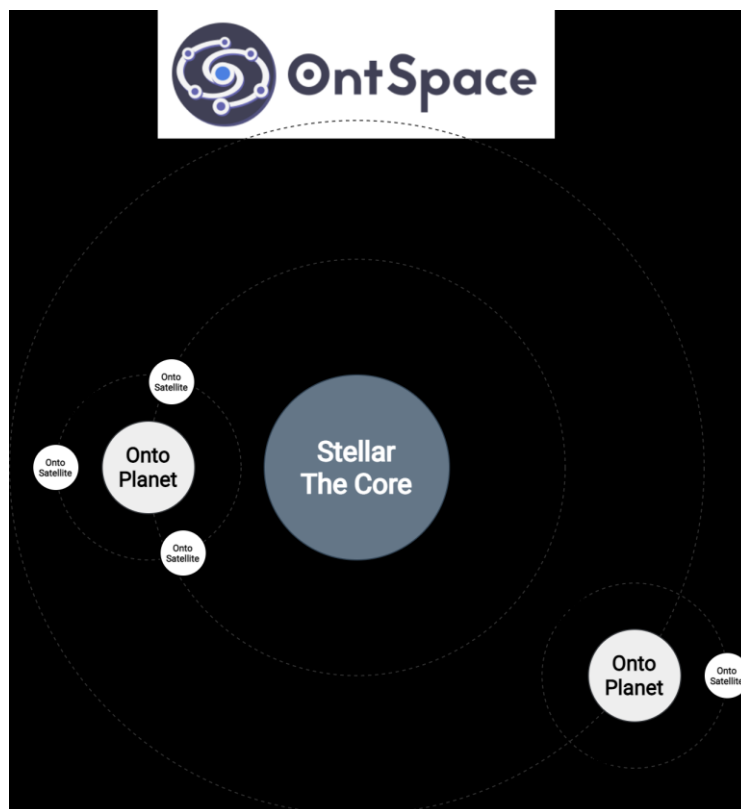 OntSpace
Onto
Satellite
Stellar
The Core
Onto
Planet
Onto
Satellite
Onto
Satellite
Onto
Planet
Onto
Satellite